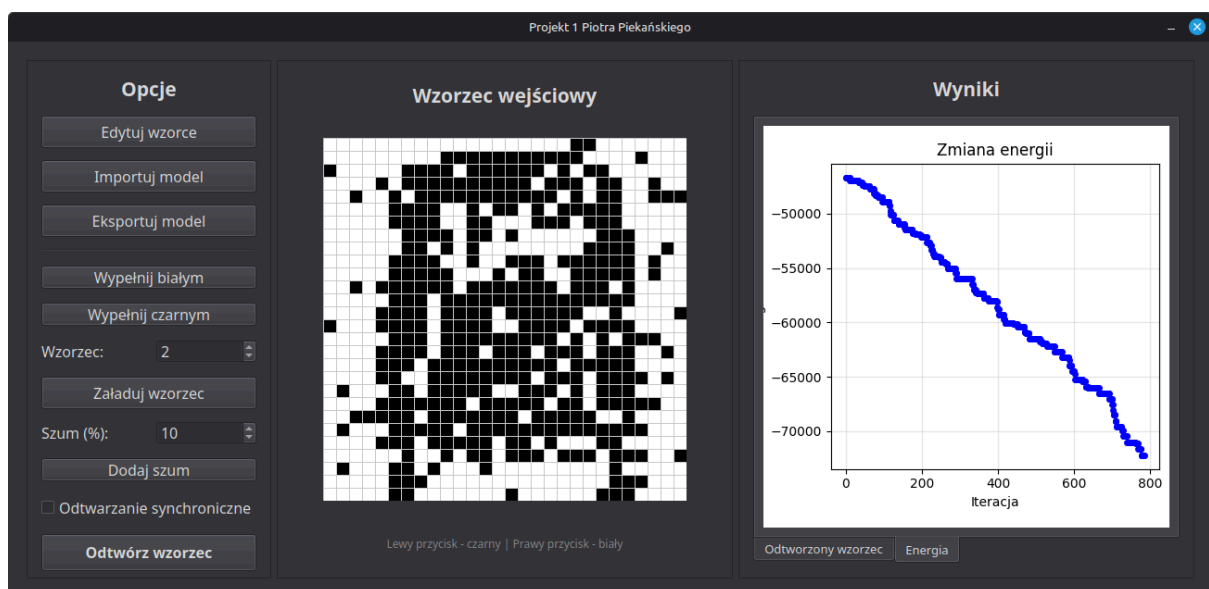 Projekt 1 Piotra Piekańskiego
Opcje
Edytuj wzorce
Importuj model
Eksportuj model
Wypełnij białym
Wypełnij czarnym
Wzorzec: 2
Załaduj wzorzec
Szum (%): 10
Dodaj szum
Odtwarzanie synchroniczne
Odtwórz wzorzec
Wzorzec wejściowy
Lewy przycisk - czarny | Prawy przycisk - biały
Wyniki
Zmiana energii
−50000
−55000
−60000
−65000
−70000
0 200 400 600 800
Iteracja
Odtworzony wzorzec Energia